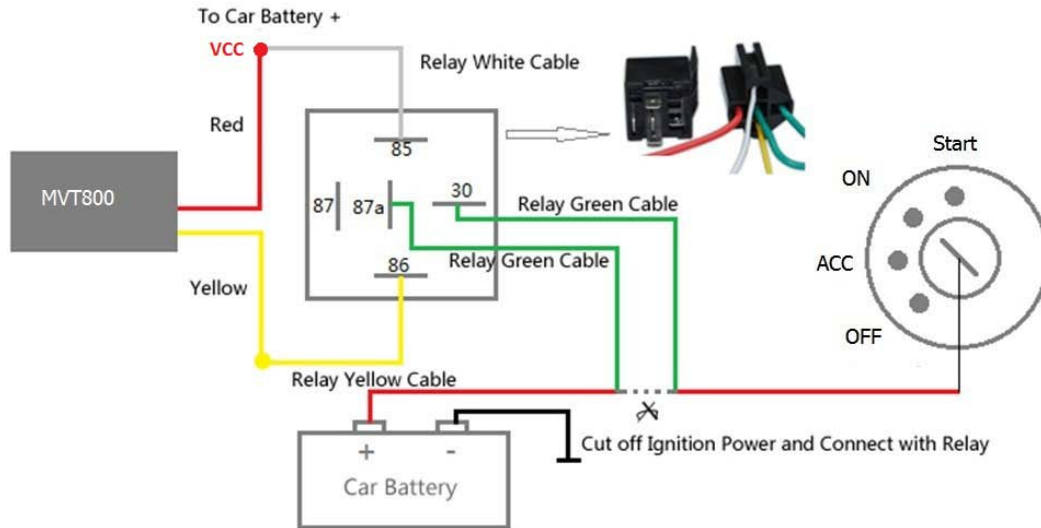 To Car Battery +
VCC
Relay White Cable
Red
85
Start
ON
MVT800
87
87a
30
Relay Green Cable
Relay Green Cable
ACC
86
Yellow
OFF
Relay Yellow Cable
Cut off Ignition Power and Connect with Relay
+
-
Car Battery